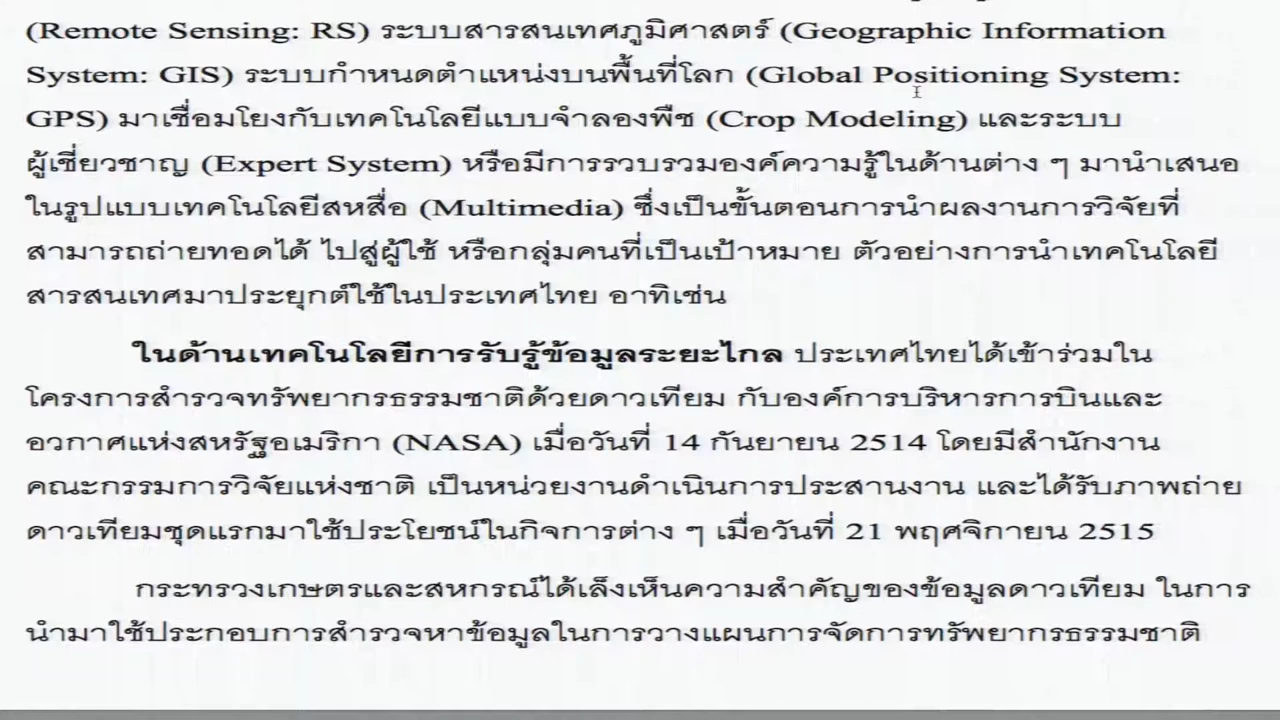 (Remote Sensing: RS) ระบบสารสนเทศภูมิศาสตร์ (Geographic Information
System: GIS) ระบบกำหนดตำแหน่งบนพื้นที่โลก (Global Positioning System:
GPS) มาเชื่อมโยงกับเทคโนโลยีแบบจำลองพืช (Crop Modeling) และระบบ
ผู้เชี่ยวชาญ (Expert System) หรือมีการรวบรวมองค์ความรู้ในด้านต่าง ๆ มานำเสนอ
ในรูปแบบเทคโนโลยีสหสื่อ (Multimedia) ซึ่งเป็นขั้นตอนการนำผลงานการวิจัยที่
สามารถถ่ายทอดได้ ไปสู่ผู้ใช้ หรือกลุ่มคนที่เป็นเป้าหมาย ตัวอย่างการนำเทคโนโลยี
สารสนเทศมาประยุกต์ใช้ในประเทศไทย อาทิเช่น
ในด้านเทคโนโลยีการรับรู้ข้อมูลระยะไกล ประเทศไทยได้เข้าร่วมใน
โครงการสำรวจทรัพยากรธรรมชาติด้วยดาวเทียม กับองค์การบริหารการบินและ
อวกาศแห่งสหรัฐอเมริกา (NASA) เมื่อวันที่ 14 กันยายน 2514 โดยมีสำนักงาน
คณะกรรมการวิจัยแห่งชาติ เป็นหน่วยงานดำเนินการประสานงาน และได้รับภาพถ่าย
ดาวเทียมชุดแรกมาใช้ประโยชน์ในกิจการต่าง ๆ เมื่อวันที่ 21 พฤศจิกายน 2515
กระทรวงเกษตรและสหกรณ์ได้เล็งเห็นความสำคัญของข้อมูลดาวเทียม ในการ
นำมาใช้ประกอบการสำรวจหาข้อมูลในการวางแผนการจัดการทรัพยากรธรรมชาติ